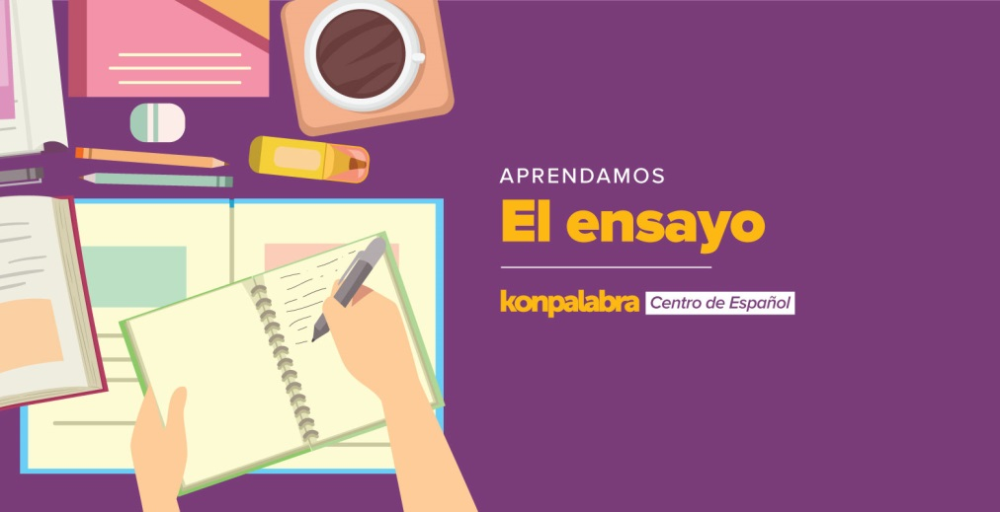 APRENDAMOS
El ensayo
konpalabra Centro de Español